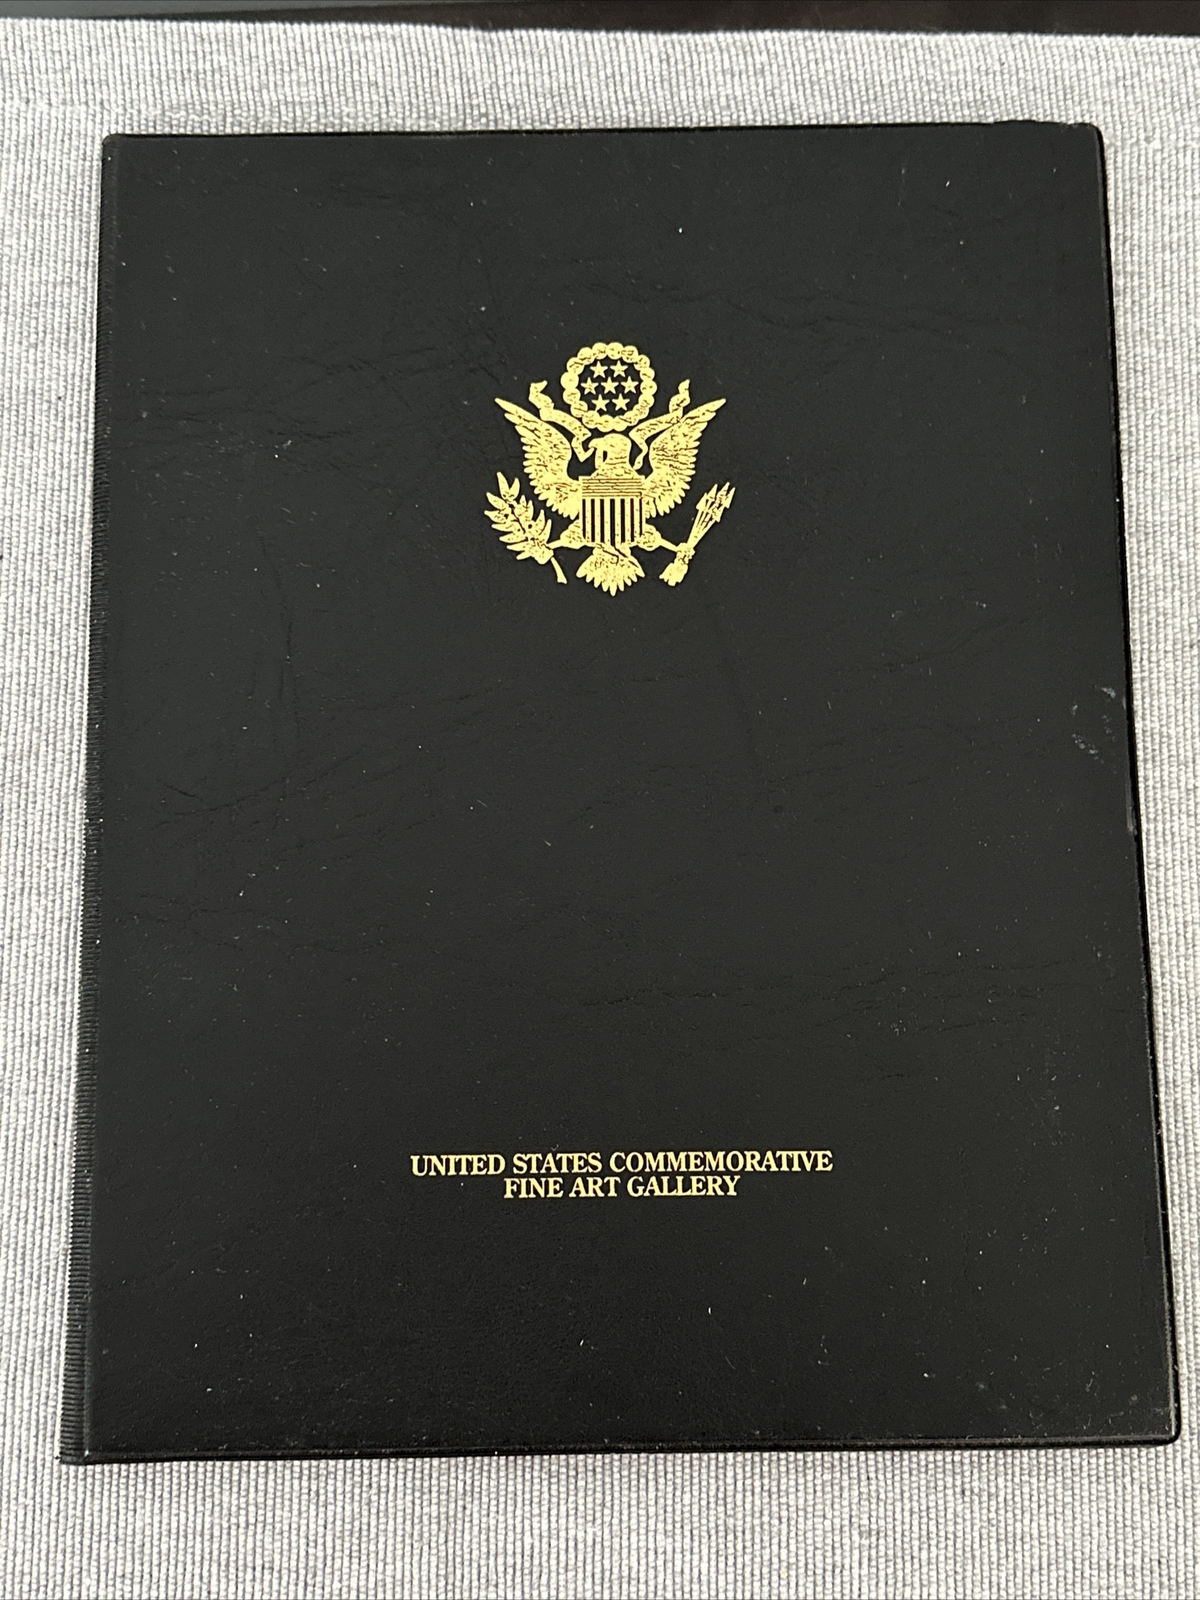 UNITED STATES COMMEMORATIVE
FINE ART GALLERY